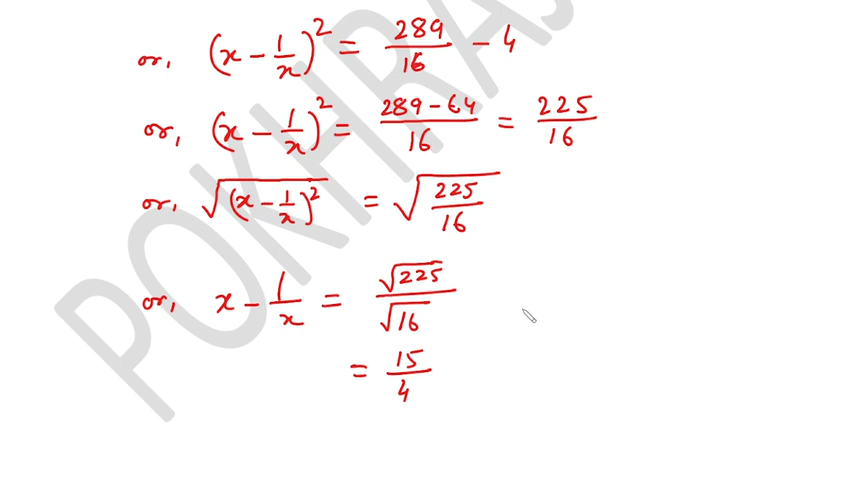 or, (x - 1/x)² = 289/16 - 4
or, (x - 1/x)² = (289 - 64)/16 = 225/16
or, √(x - 1/x)² = √(225/16)
or, x - 1/x = √225/√16
= 15/4
POKHRA